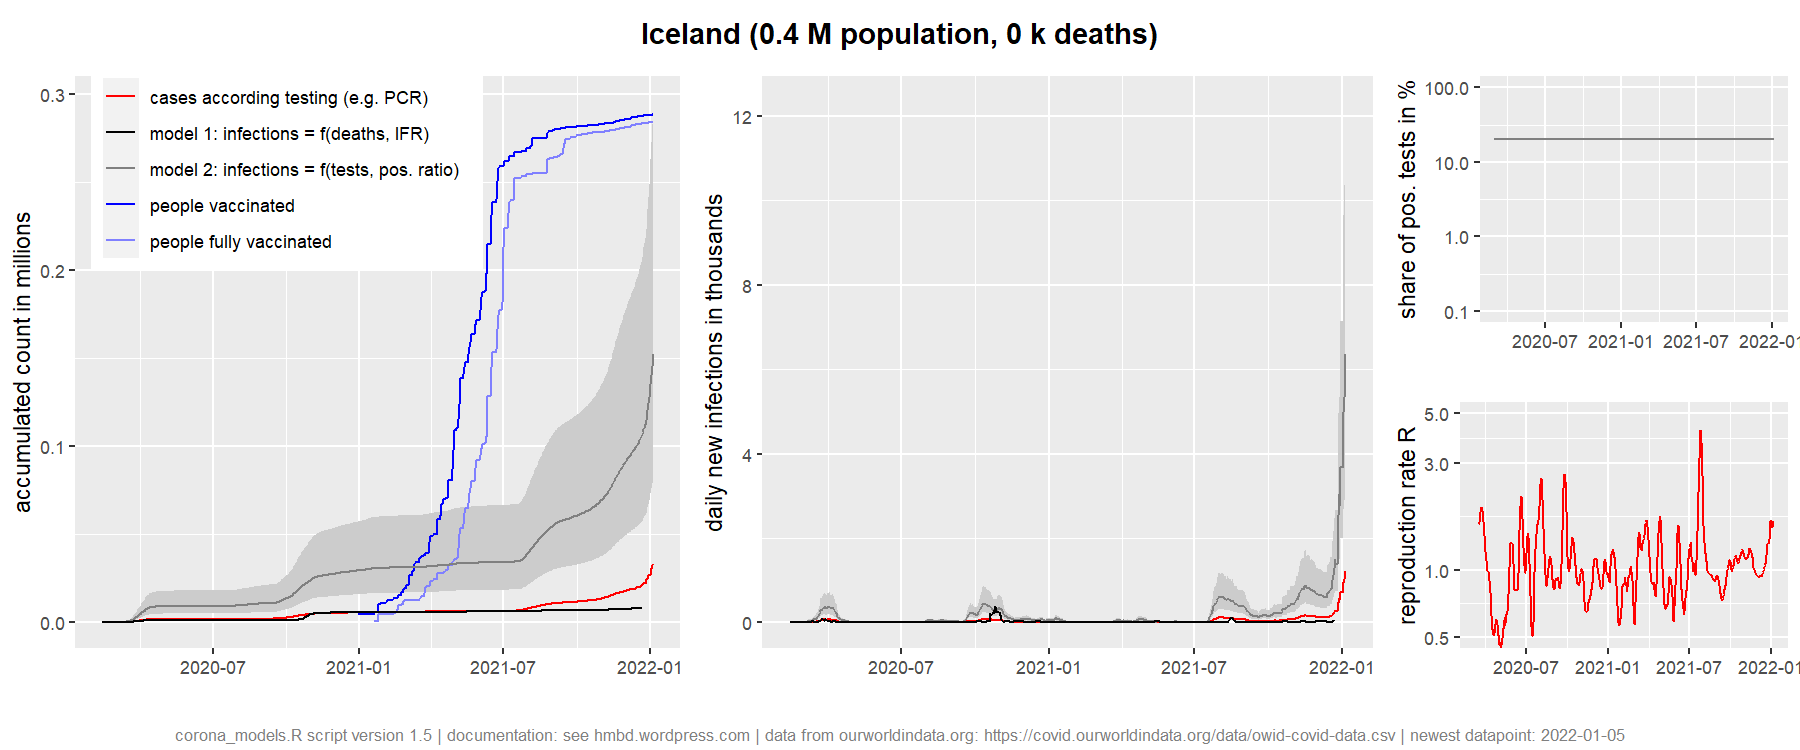 Iceland (0.4 M population, 0 k deaths)
accumulated count in millions
0.3
0.2
0.1
0.0
cases according testing (e.g. PCR)
model 1: infections = f(deaths, IFR)
model 2: infections = f(tests, pos. ratio)
people vaccinated
people fully vaccinated
2020-07 2021-01 2021-07 2022-01
daily new infections in thousands
12
8
4
0
2020-07 2021-01 2021-07 2022-01
share of pos. tests in %
100.0
10.0
1.0
0.1
2020-07 2021-01 2021-07 2022-01
reproduction rate R
5.0
3.0
1.0
0.5
2020-07 2021-01 2021-07 2022-01
corona_models.R script version 1.5 | documentation: see hmbd.wordpress.com | data from ourworldindata.org: https://covid.ourworldindata.org/data/owid-covid-data.csv | newest datapoint: 2022-01-05